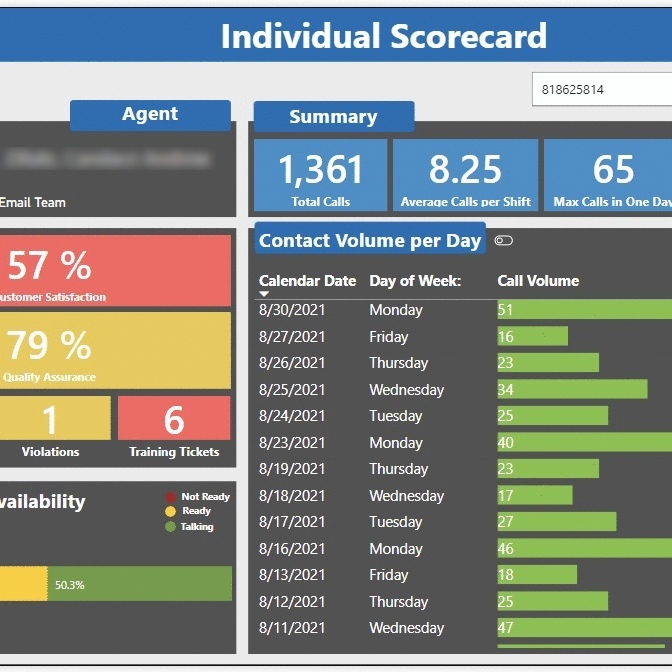 Individual Scorecard
818625814
Agent
Email Team
57 %
ustomer Satisfaction
79 %
Quality Assurance
1
Violations
6
Training Tickets
vailability
Not Ready
Ready
Talking
50.3%
Summary
1,361
Total Calls
8.25
Average Calls per Shift
65
Max Calls in One Day
Contact Volume per Day
Calendar Date Day of Week: Call Volume
8/30/2021 Monday 51
8/27/2021 Friday 16
8/26/2021 Thursday 23
8/25/2021 Wednesday 34
8/24/2021 Tuesday 25
8/23/2021 Monday 40
8/19/2021 Thursday 23
8/18/2021 Wednesday 17
8/17/2021 Tuesday 27
8/16/2021 Monday 46
8/13/2021 Friday 18
8/12/2021 Thursday 25
8/11/2021 Wednesday 47